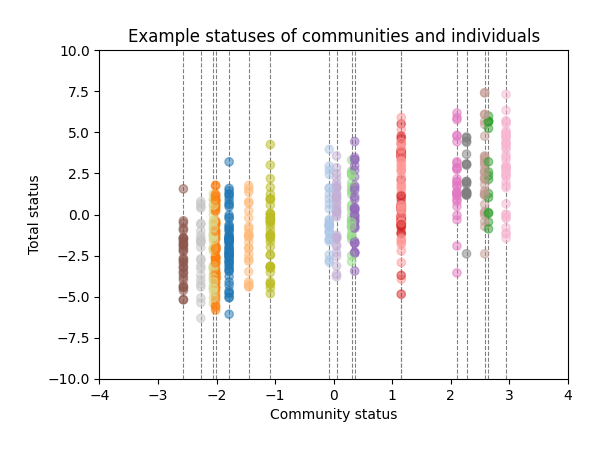 Example statuses of communities and individuals
10.0
7.5
5.0
2.5
0.0
−2.5
−5.0
−7.5
−10.0
Total status
−4 −3 −2 −1 0 1 2 3 4
Community status